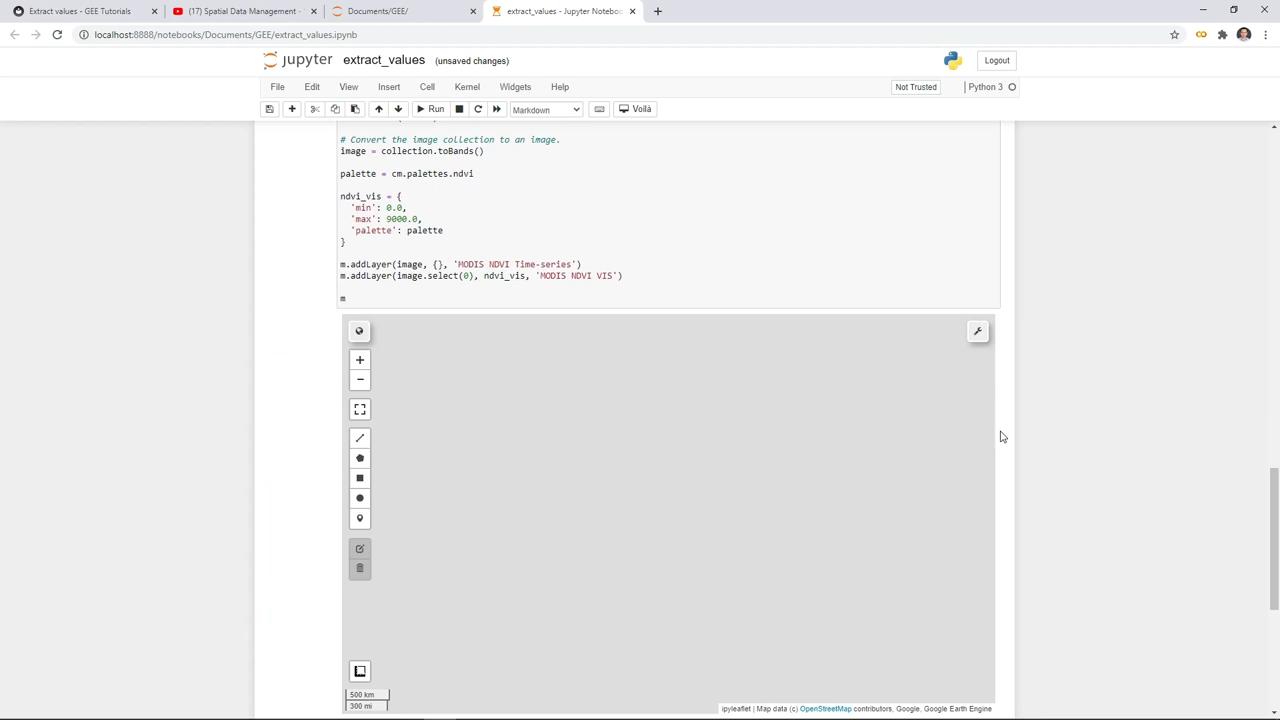 Extract values - GEE Tutorials
(17) Spatial Data Management -
Documents/GEE/
extract_values - Jupyter Noteboo
localhost:8888/notebooks/Documents/GEE/extract_values.ipynb
jupyter extract_values (unsaved changes)
Logout
File Edit View Insert Cell Kernel Widgets Help
Not Trusted
Python 3
Run
Markdown
Voilà
# Convert the image collection to an image.
image = collection.toBands()
palette = cm.palettes.ndvi
ndvi_vis = {
'min': 0.0,
'max': 9000.0,
'palette': palette
}
m.addLayer(image, {}, 'MODIS NDVI Time-series')
m.addLayer(image.select(0), ndvi_vis, 'MODIS NDVI VIS')
m
500 km
300 mi
ipyleaflet | Map data (c) OpenStreetMap contributors, Google, Google Earth Engine